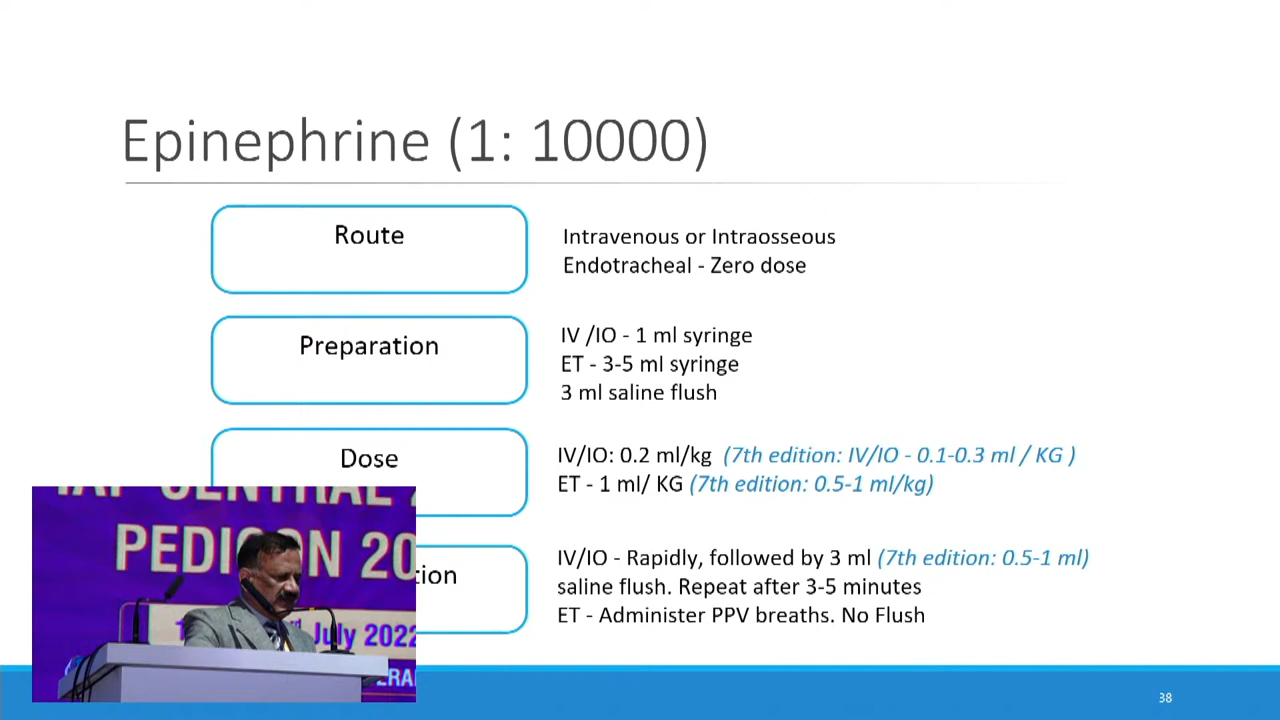 Epinephrine (1: 10000)
Route
Intravenous or Intraosseous
Endotracheal - Zero dose
Preparation
IV /IO - 1 ml syringe
ET - 3-5 ml syringe
3 ml saline flush
Dose
IV/IO: 0.2 ml/kg (7th edition: IV/IO - 0.1-0.3 ml / KG )
ET - 1 ml/ KG (7th edition: 0.5-1 ml/kg)
tion
IV/IO - Rapidly, followed by 3 ml (7th edition: 0.5-1 ml)
saline flush. Repeat after 3-5 minutes
ET - Administer PPV breaths. No Flush
PEDICON 20
July 2022
38